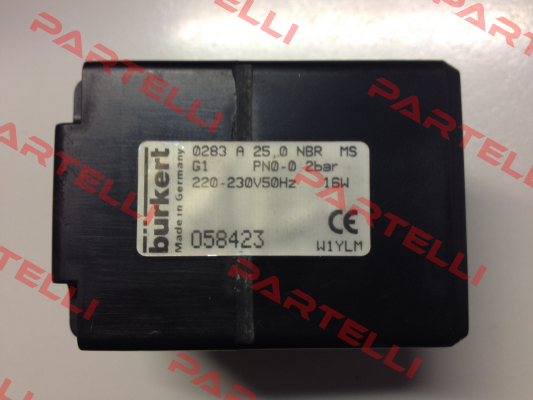 bürkert
Made in Germany
0283 A 25,0 NBR MS
G1 PN0-0 2bar
220-230V50Hz 16W
058423
CE
W1YLM
PARTELLI
PARTELLI
PARTELLI
PARTELLI
PARTELLI